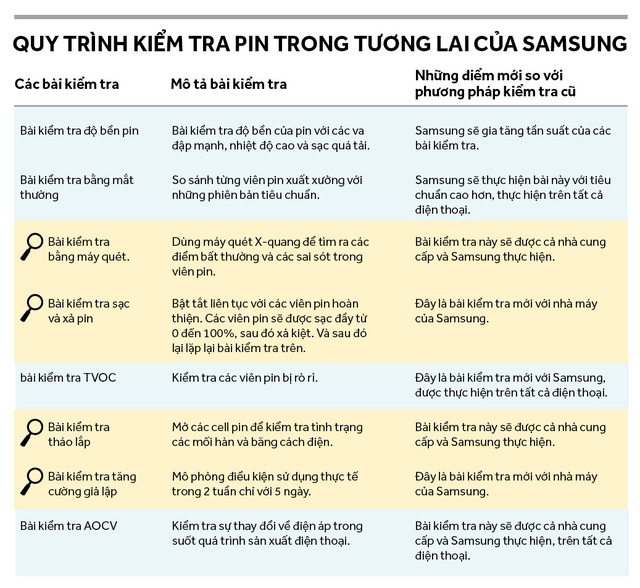 QUY TRÌNH KIỂM TRA PIN TRONG TƯƠNG LAI CỦA SAMSUNG
Các bài kiểm tra
Mô tả bài kiểm tra
Những điểm mới so với
phương pháp kiểm tra cũ
Bài kiểm tra độ bền pin
Bài kiểm tra độ bền của pin với các va
đập mạnh, nhiệt độ cao và sạc quá tải.
Samsung sẽ gia tăng tần suất của các
bài kiểm tra.
Bài kiểm tra bằng mắt
thường
So sánh từng viên pin xuất xưởng với
những phiên bản tiêu chuẩn.
Samsung sẽ thực hiện bài này với tiêu
chuẩn cao hơn, thực hiện trên tất cả
điện thoại.
Bài kiểm tra
bằng máy quét.
Dùng máy quét X-quang để tìm ra các
điểm bất thường và các sai sót trong
viên pin.
Bài kiểm tra này sẽ được cả nhà cung
cấp và Samsung thực hiện.
Bài kiểm tra sạc
và xả pin
Bật tắt liên tục với các viên pin hoàn
thiện. Các viên pin sẽ được sạc đầy từ
0 đến 100%, sau đó xả kiệt. Và sau đó
lại lặp lại bài kiểm tra trên.
Đây là bài kiểm tra mới với nhà máy
của Samsung.
bài kiểm tra TVOC
Kiểm tra các viên pin bị rò rỉ.
Đây là bài kiểm tra mới với Samsung,
được thực hiện trên tất cả điện thoại.
Bài kiểm tra
tháo lắp
Mở các cell pin để kiểm tra tình trạng
các mối hàn và băng cách điện.
Bài kiểm tra này sẽ được cả nhà cung
cấp và Samsung thực hiện.
Bài kiểm tra tăng
cường giả lập
Mô phỏng điều kiện sử dụng thực tế
trong 2 tuần chỉ với 5 ngày.
Đây là bài kiểm tra mới với nhà máy
của Samsung.
Bài kiểm tra AOCV
Kiểm tra sự thay đổi về điện áp trong
suốt quá trình sản xuất điện thoại.
Bài kiểm tra này sẽ được cả nhà cung
cấp và Samsung thực hiện, trên tất cả
điện thoại.